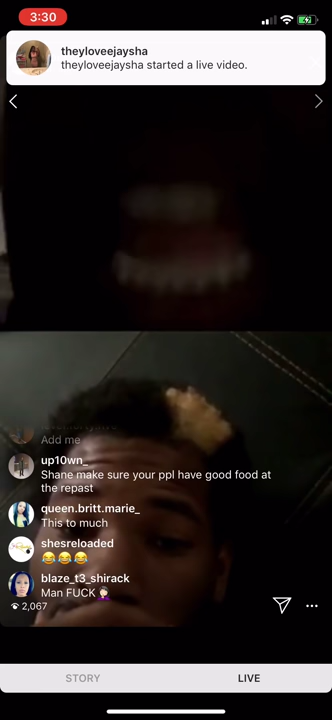 3:30
theyloveejaysha
theyloveejaysha started a live video.
Add me
up10wn_
Shane make sure your ppl have good food at
the repast
queen.britt.marie_
This to much
shesreloaded
😂😂😂
blaze_t3_shirack
Man FUCK 🤦🏻‍♀️
2,067
STORY
LIVE